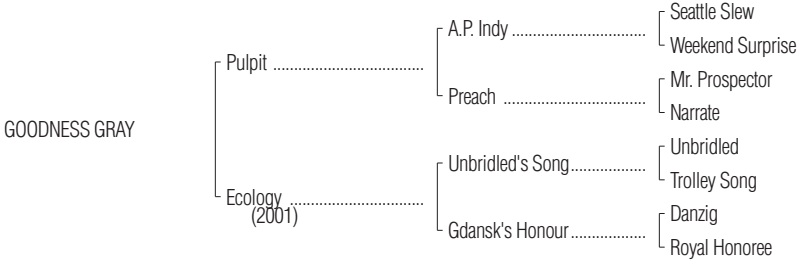 Seattle Slew
A.P. Indy
Weekend Surprise
Pulpit
Mr. Prospector
Preach
Narrate
GOODNESS GRAY
Unbridled
Unbridled's Song
Trolley Song
Ecology
(2001)
Danzig
Gdansk's Honour
Royal Honoree